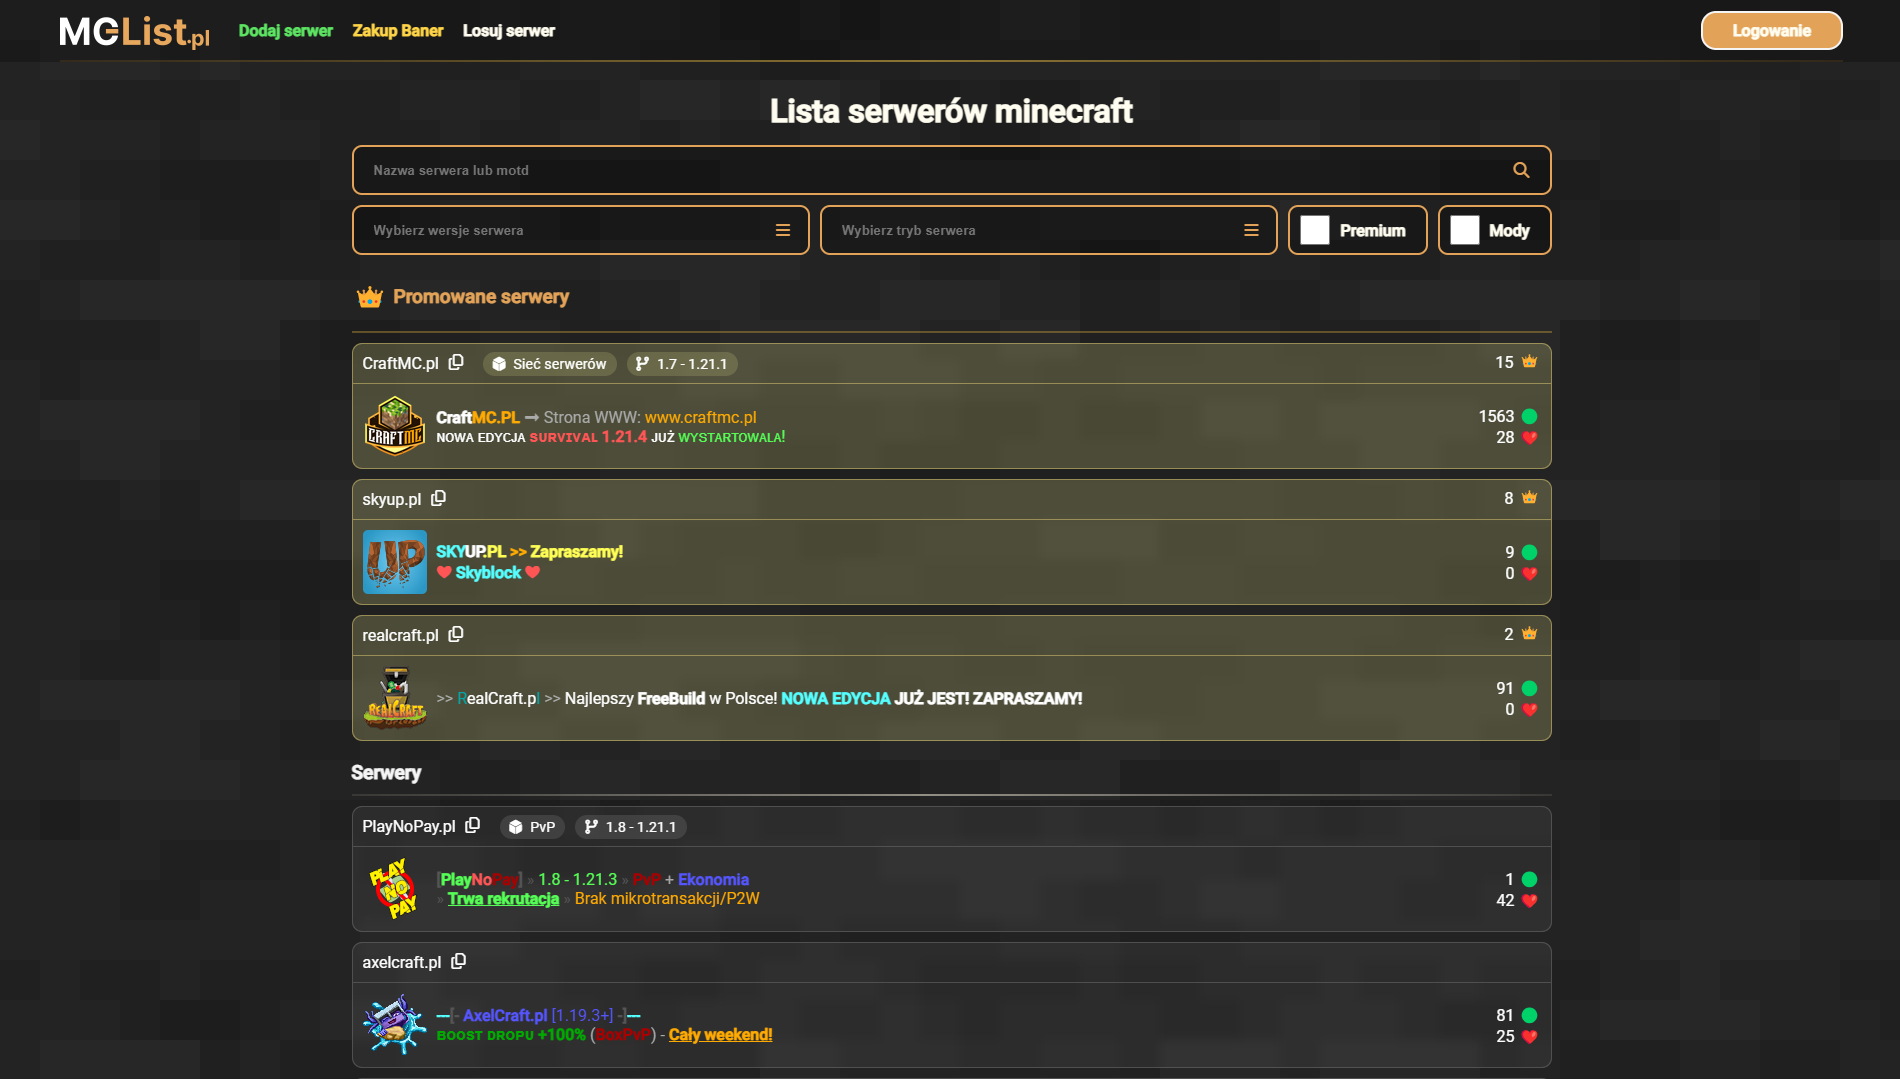 MCList.pl
Dodaj serwer Zakup Baner Losuj serwer Logowanie
Lista serwerów minecraft
Nazwa serwera lub motd
Wybierz wersje serwera Wybierz tryb serwera Premium Mody
Promowane serwery
CraftMC.pl Sieć serwerów 1.7 - 1.21.1 15
CRAFTMC
CraftMC.PL ➞ Strona WWW: www.craftmc.pl 1563
NOWA EDYCJA SURVIVAL 1.21.4 JUŻ WYSTARTOWALA! 28
skyup.pl 8
UP
SKYUP.PL >> Zapraszamy! 9
❤ Skyblock ❤ 0
realcraft.pl 2
REALCRAFT
>> RealCraft.pl >> Najlepszy FreeBuild w Polsce! NOWA EDYCJA JUŻ JEST! ZAPRASZAMY! 91
0
Serwery
PlayNoPay.pl PvP 1.8 - 1.21.1
PLAY NO PAY
[PlayNoPay] » 1.8 - 1.21.3 » PvP + Ekonomia 1
» Trwa rekrutacja » Brak mikrotransakcji/P2W 42
axelcraft.pl
---[- AxelCraft.pl [1.19.3+] -]--- 81
BOOST DROPU +100% (BoxPvP) - Cały weekend! 25